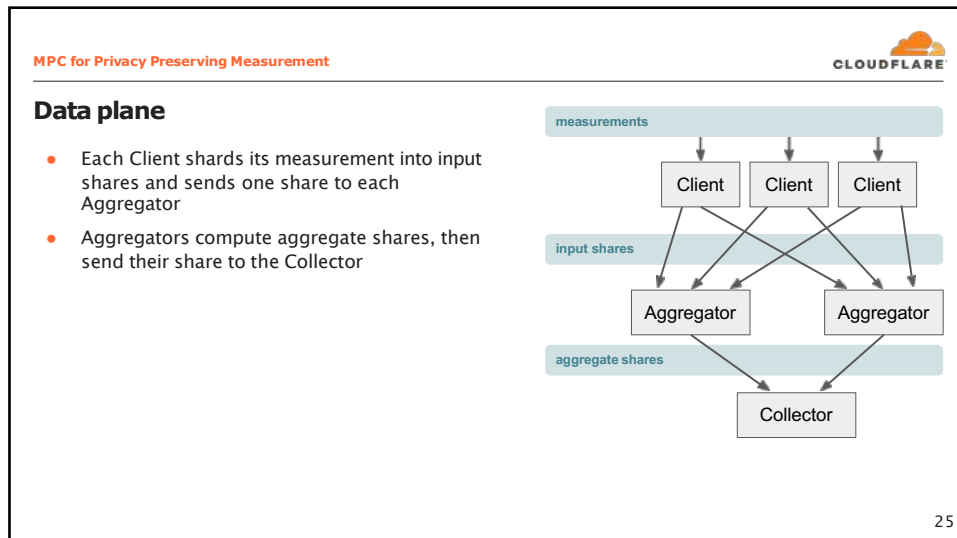 MPC for Privacy Preserving Measurement
CLOUDFLARE
Data plane
● Each Client shards its measurement into input
shares and sends one share to each
Aggregator
● Aggregators compute aggregate shares, then
send their share to the Collector
measurements
Client Client Client
input shares
Aggregator Aggregator
aggregate shares
Collector
25